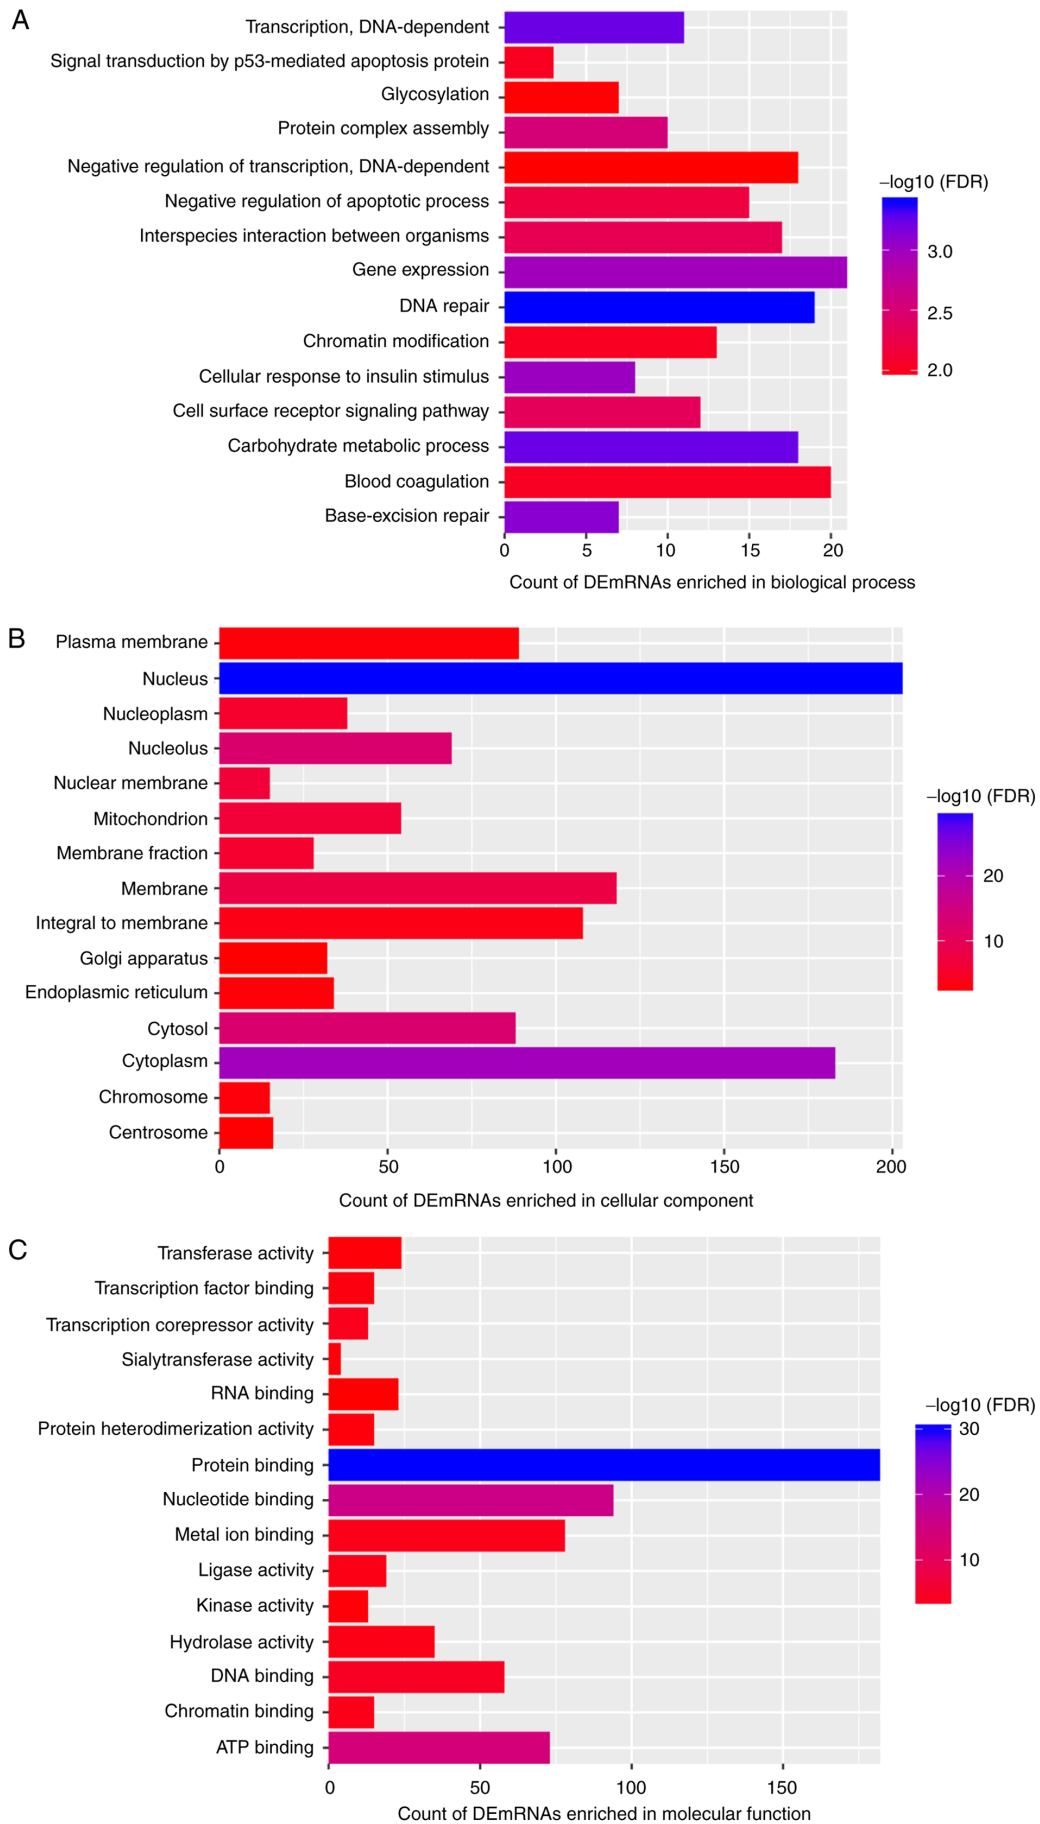 A
Transcription, DNA-dependent
Signal transduction by p53-mediated apoptosis protein
Glycosylation
Protein complex assembly
Negative regulation of transcription, DNA-dependent
Negative regulation of apoptotic process
Interspecies interaction between organisms
Gene expression
DNA repair
Chromatin modification
Cellular response to insulin stimulus
Cell surface receptor signaling pathway
Carbohydrate metabolic process
Blood coagulation
Base-excision repair
0 5 10 15 20
Count of DEmRNAs enriched in biological process
−log10 (FDR)
3.0
2.5
2.0
B
Plasma membrane
Nucleus
Nucleoplasm
Nucleolus
Nuclear membrane
Mitochondrion
Membrane fraction
Membrane
Integral to membrane
Golgi apparatus
Endoplasmic reticulum
Cytosol
Cytoplasm
Chromosome
Centrosome
0 50 100 150 200
Count of DEmRNAs enriched in cellular component
−log10 (FDR)
20
10
C
Transferase activity
Transcription factor binding
Transcription corepressor activity
Sialytransferase activity
RNA binding
Protein heterodimerization activity
Protein binding
Nucleotide binding
Metal ion binding
Ligase activity
Kinase activity
Hydrolase activity
DNA binding
Chromatin binding
ATP binding
0 50 100 150
Count of DEmRNAs enriched in molecular function
−log10 (FDR)
30
20
10